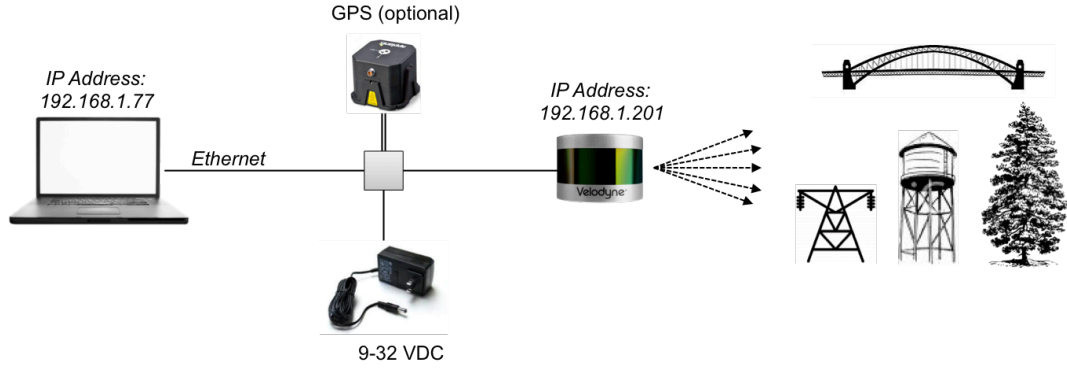 GPS (optional)
IP Address:
192.168.1.77
IP Address:
192.168.1.201
Ethernet
Velodyne
9-32 VDC